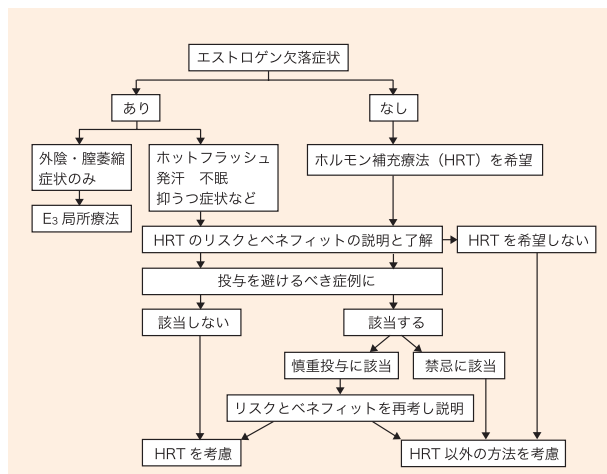 エストロゲン欠落症状
あり
なし
外陰・腟萎縮
症状のみ
ホットフラッシュ
発汗　不眠
抑うつ症状など
ホルモン補充療法（HRT）を希望
E₃ 局所療法
HRT のリスクとベネフィットの説明と了解
HRT を希望しない
投与を避けるべき症例に
該当しない
該当する
慎重投与に該当
禁忌に該当
リスクとベネフィットを再考し説明
HRT を考慮
HRT 以外の方法を考慮